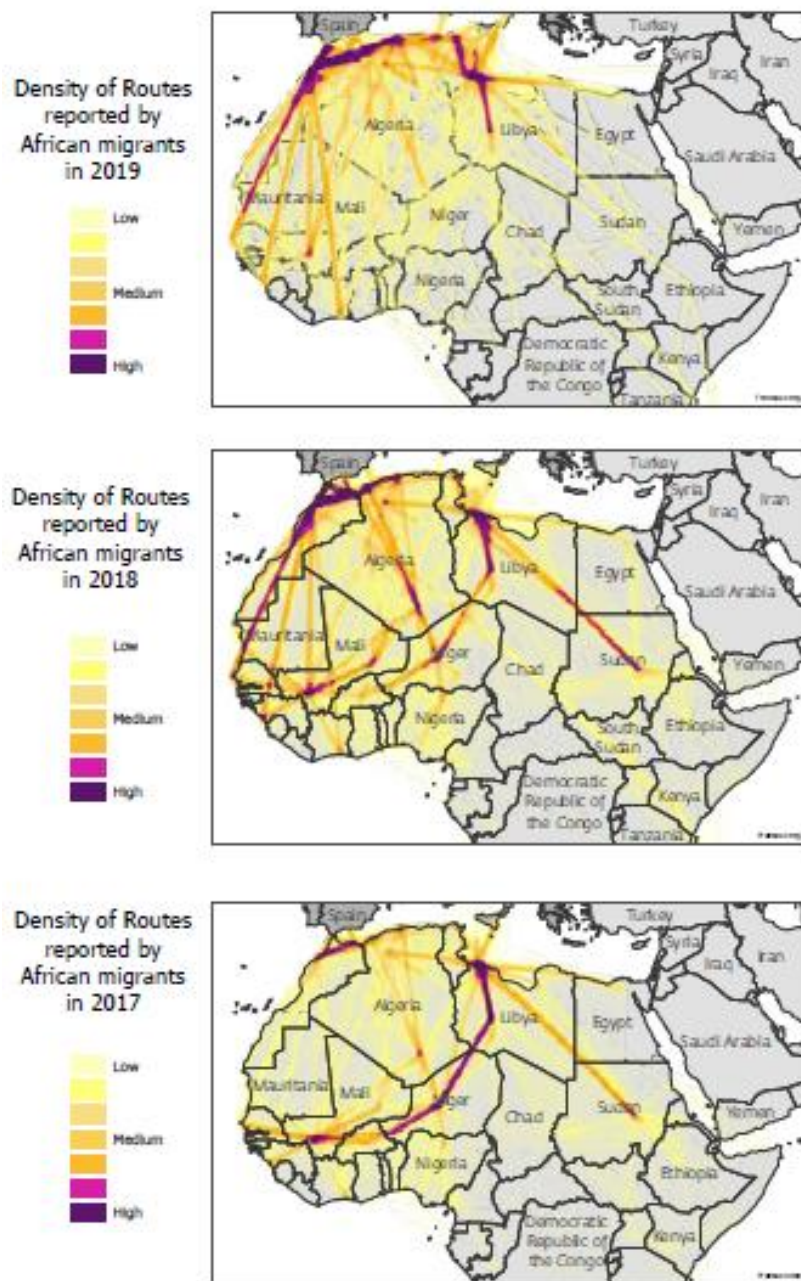 Density of Routes
reported by
African migrants
in 2019
Low
Medium
High
Spain
Turkey
Syria
Iraq
Iran
Algeria
Libya
Egypt
Saudi Arabia
Mauritania
Mali
Niger
Chad
Sudan
Yemen
Nigeria
South
Sudan
Ethiopia
Democratic
Republic of
the Congo
Kenya
Tanzania
Density of Routes
reported by
African migrants
in 2018
Low
Medium
High
Spain
Turkey
Syria
Iraq
Iran
Algeria
Libya
Egypt
Saudi Arabia
Mauritania
Mali
Niger
Chad
Sudan
Yemen
Nigeria
South
Sudan
Ethiopia
Democratic
Republic of
the Congo
Kenya
Tanzania
Density of Routes
reported by
African migrants
in 2017
Low
Medium
High
Spain
Turkey
Syria
Iraq
Iran
Algeria
Libya
Egypt
Saudi Arabia
Mauritania
Mali
Niger
Chad
Sudan
Yemen
Nigeria
Ethiopia
Democratic
Republic of
the Congo
Kenya